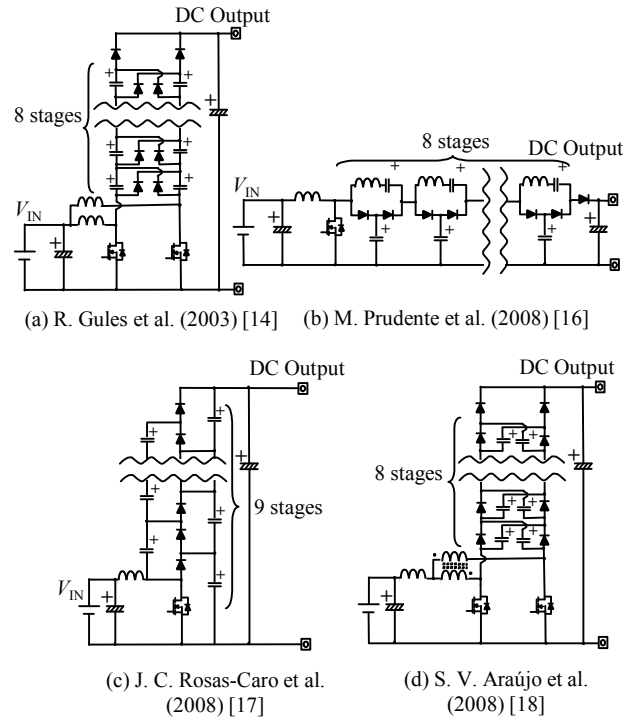 DC Output
8 stages
V_IN
(a) R. Gules et al. (2003) [14]
8 stages
DC Output
V_IN
(b) M. Prudente et al. (2008) [16]
DC Output
9 stages
V_IN
(c) J. C. Rosas-Caro et al.
(2008) [17]
DC Output
8 stages
V_IN
(d) S. V. Araújo et al.
(2008) [18]